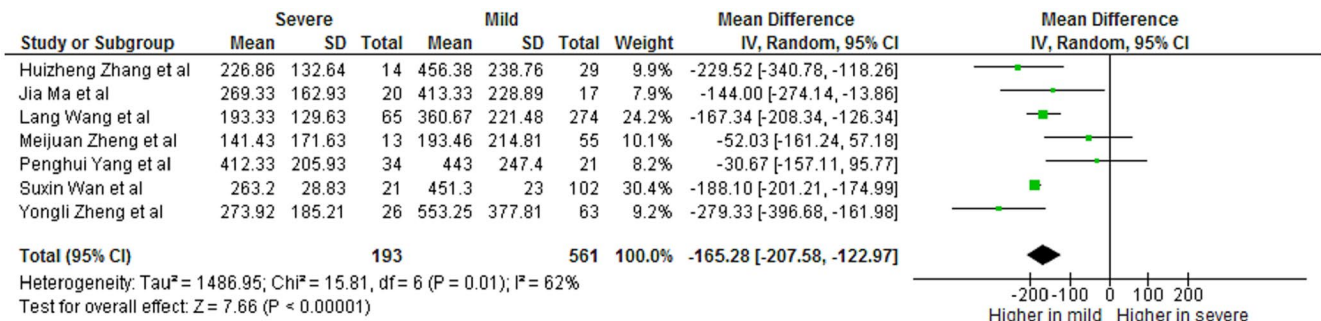 Severe Mild Mean Difference Mean Difference
Study or Subgroup Mean SD Total Mean SD Total Weight IV, Random, 95% CI IV, Random, 95% CI
Huizheng Zhang et al 226.86 132.64 14 456.38 238.76 29 9.9% -229.52 [-340.78, -118.26]
Jia Ma et al 269.33 162.93 20 413.33 228.89 17 7.9% -144.00 [-274.14, -13.86]
Lang Wang et al 193.33 129.63 65 360.67 221.48 274 24.2% -167.34 [-208.34, -126.34]
Meijuan Zheng et al 141.43 171.63 13 193.46 214.81 55 10.1% -52.03 [-161.24, 57.18]
Penghui Yang et al 412.33 205.93 34 443 247.4 21 8.2% -30.67 [-157.11, 95.77]
Suxin Wan et al 263.2 28.83 21 451.3 23 102 30.4% -188.10 [-201.21, -174.99]
Yongli Zheng et al 273.92 185.21 26 553.25 377.81 63 9.2% -279.33 [-396.68, -161.98]
Total (95% CI) 193 561 100.0% -165.28 [-207.58, -122.97]
Heterogeneity: Tau² = 1486.95; Chi² = 15.81, df = 6 (P = 0.01); I² = 62%
Test for overall effect: Z = 7.66 (P < 0.00001)
-200 -100 0 100 200
Higher in mild Higher in severe